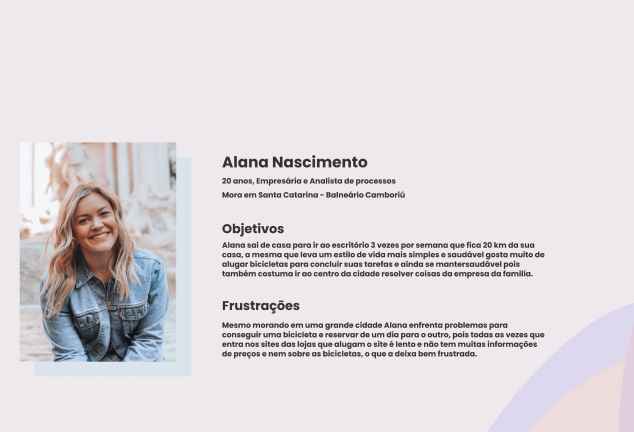 Alana Nascimento
20 anos, Empresária e Analista de processos
Mora em Santa Catarina - Balneário Camboriú
Objetivos
Alana sai de casa para ir ao escritório 3 vezes por semana que fica 20 km da sua
casa, a mesma que leva um estilo de vida mais simples e saudável gosta muito de
alugar bicicletas para concluir suas tarefas e ainda se mantersaudável pois
também costuma ir ao centro da cidade resolver coisas da empresa da família.
Frustrações
Mesmo morando em uma grande cidade Alana enfrenta problemas para
conseguir uma bicicleta e reservar de um dia para o outro, pois todas as vezes que
entra nos sites das lojas que alugam o site é lento e não tem muitas informações
de preços e nem sobre as bicicletas, o que a deixa bem frustrada.